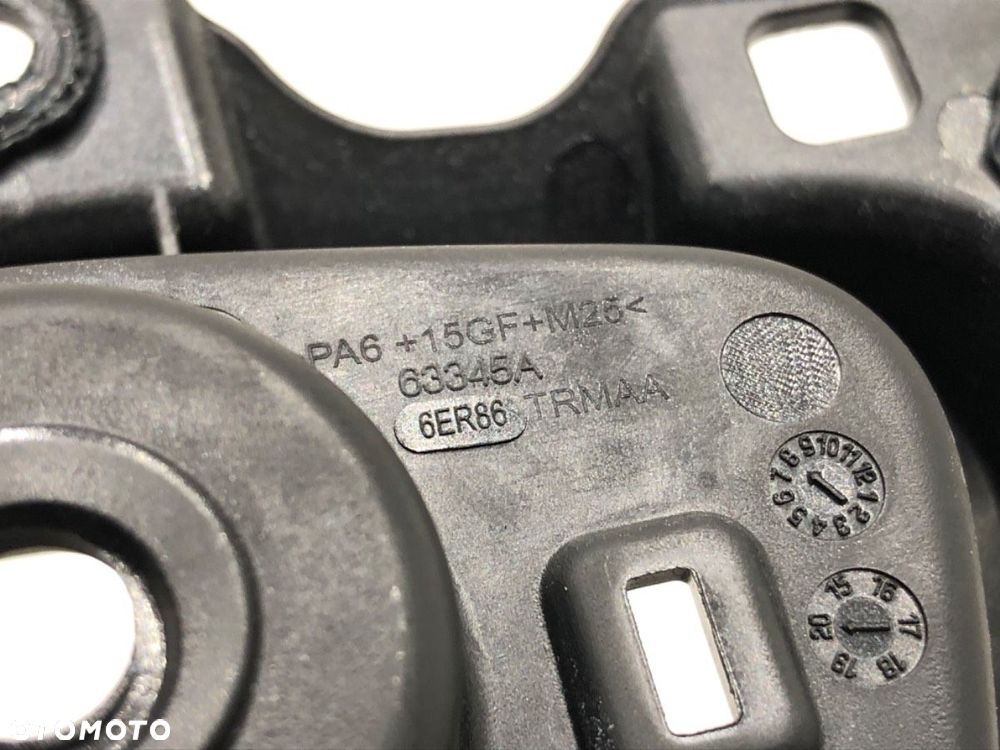 PA6 +15GF+M25<
63345A
6ER86 TRMAA
1 2 3 4 5 6 7 8 9 10 11 12
15 16 17 18 19 20
OTOMOTO